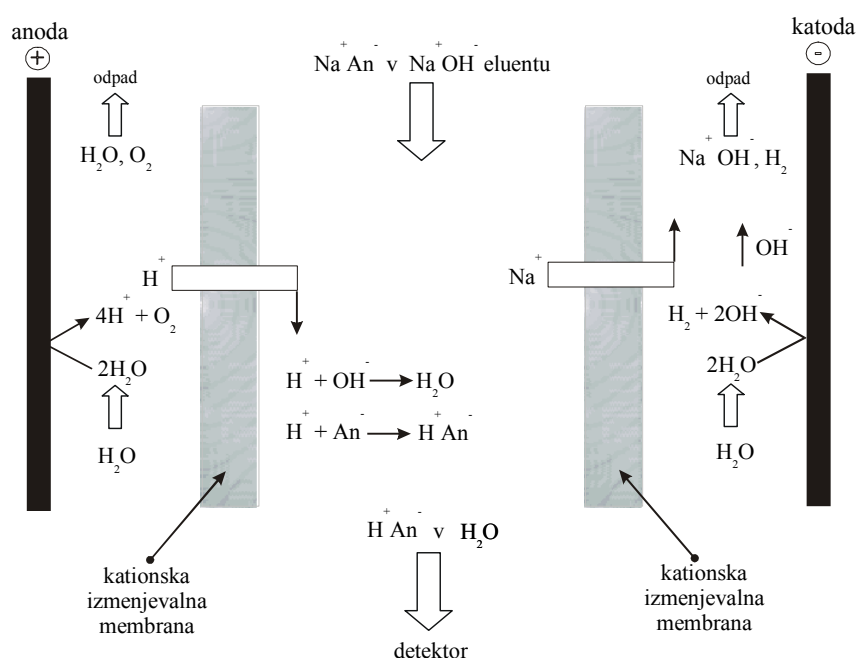 anoda
+
odpad
H₂O, O₂
H⁺
4H⁺ + O₂
2H₂O
H₂O
Na⁺An⁻ v Na⁺OH⁻ eluentu
H⁺ + OH⁻ → H₂O
H⁺ + An⁻ → H⁺An⁻
H⁺An⁻ v H₂O
detektor
katoda
-
odpad
Na⁺OH⁻, H₂
OH⁻
Na⁺
H₂ + 2OH⁻
2H₂O
H₂O
kationska
izmenjevalna
membrana
kationska
izmenjevalna
membrana